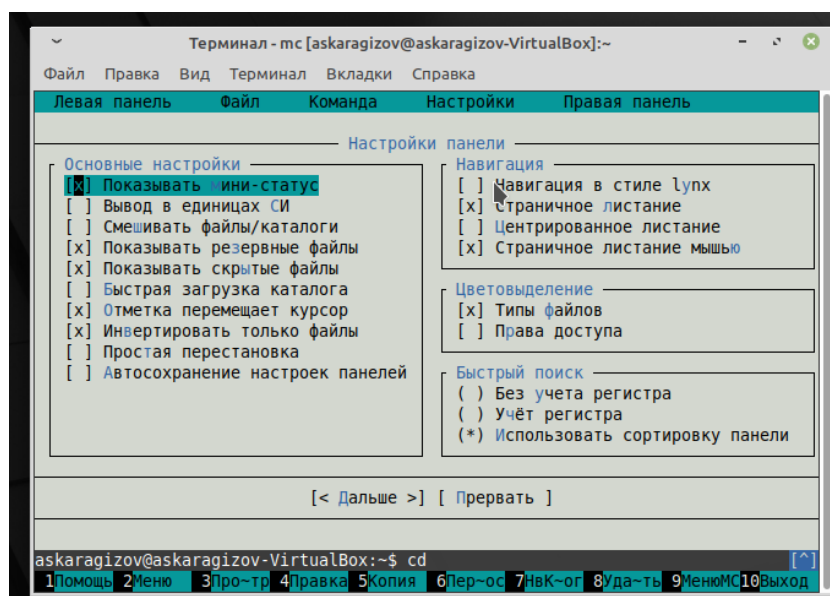 Терминал - mc [askaragizov@askaragizov-VirtualBox]:~
Файл Правка Вид Терминал Вкладки Справка
Левая панель Файл Команда Настройки Правая панель
Настройки панели
Основные настройки
[x] Показывать мини-статус
[ ] Вывод в единицах СИ
[ ] Смешивать файлы/каталоги
[x] Показывать резервные файлы
[x] Показывать скрытые файлы
[ ] Быстрая загрузка каталога
[x] Отметка перемещает курсор
[x] Инвертировать только файлы
[ ] Простая перестановка
[ ] Автосохранение настроек панелей
Навигация
[ ] Навигация в стиле lynx
[x] Страничное листание
[ ] Центрированное листание
[x] Страничное листание мышью
Цветовыделение
[x] Типы файлов
[ ] Права доступа
Быстрый поиск
( ) Без учета регистра
( ) Учёт регистра
(*) Использовать сортировку панели
[< Дальше >] [ Прервать ]
askaragizov@askaragizov-VirtualBox:~$ cd [^]
1Помощь 2Меню 3Про~тр 4Правка 5Копия 6Пер~ос 7НвК~ог 8Уда~ть 9МенюМС 10Выход